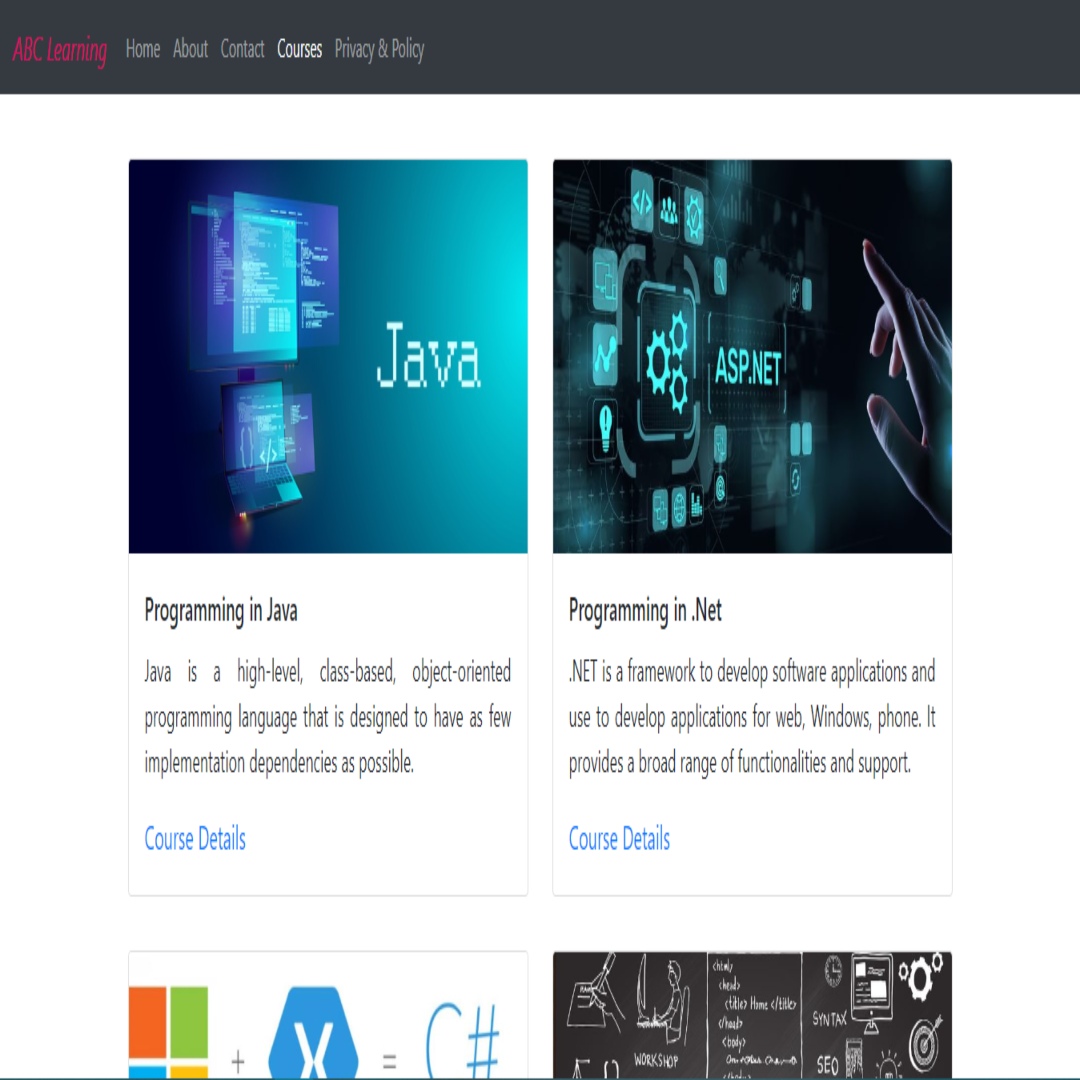 ABC Learning Home About Contact Courses Privacy & Policy
Java
ASP.NET
Programming in Java
Java is a high-level, class-based, object-oriented
programming language that is designed to have as few
implementation dependencies as possible.
Course Details
Programming in .Net
.NET is a framework to develop software applications and
use to develop applications for web, Windows, phone. It
provides a broad range of functionalities and support.
Course Details
+ X = C#
WORKSHOP
<html>
<head>
<title> Home </title>
</head>
<body>
SYNTAX
SEO